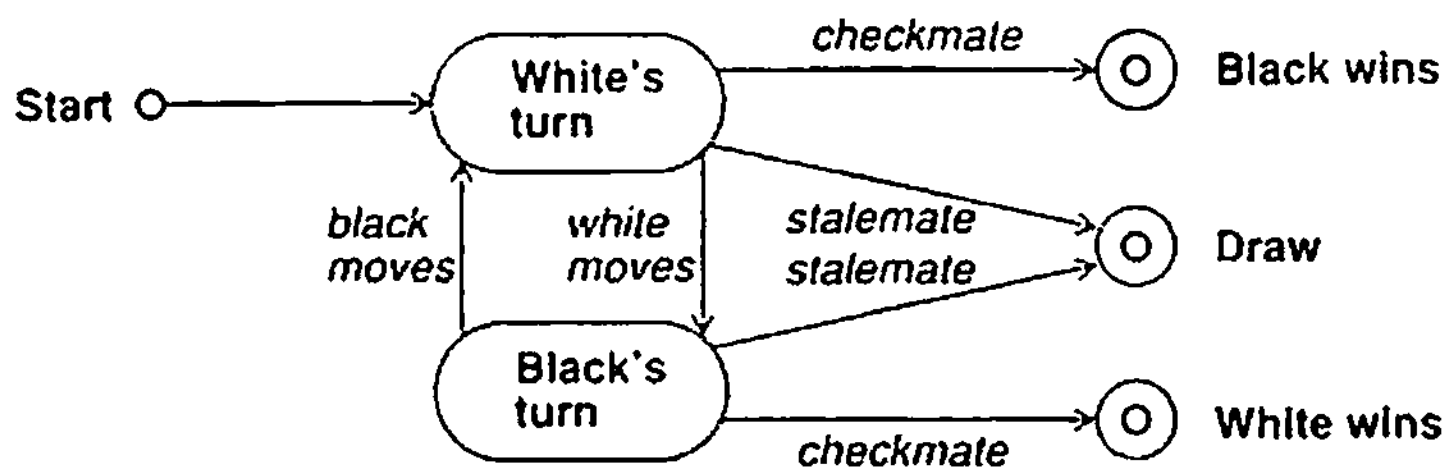 checkmate
Black wins
Start
White's
turn
black
moves
white
moves
stalemate
stalemate
Draw
Black's
turn
White wins
checkmate